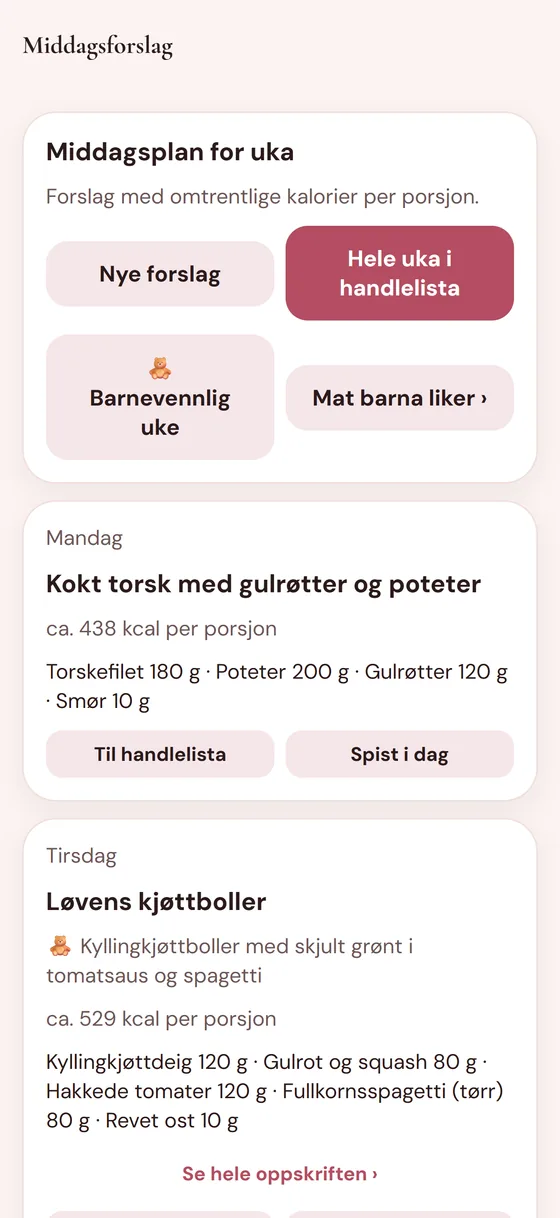 Middagsforslag
Middagsplan for uka
Forslag med omtrentlige kalorier per porsjon.
Nye forslag
Hele uka i
handlelista
🧸
Barnevennlig
uke
Mat barna liker ›
Mandag
Kokt torsk med gulrøtter og poteter
ca. 438 kcal per porsjon
Torskefilet 180 g · Poteter 200 g · Gulrøtter 120 g
· Smør 10 g
Til handlelista
Spist i dag
Tirsdag
Løvens kjøttboller
🧸 Kyllingkjøttboller med skjult grønt i
tomatsaus og spagetti
ca. 529 kcal per porsjon
Kyllingkjøttdeig 120 g · Gulrot og squash 80 g ·
Hakkede tomater 120 g · Fullkornsspagetti (tørr)
80 g · Revet ost 10 g
Se hele oppskriften ›